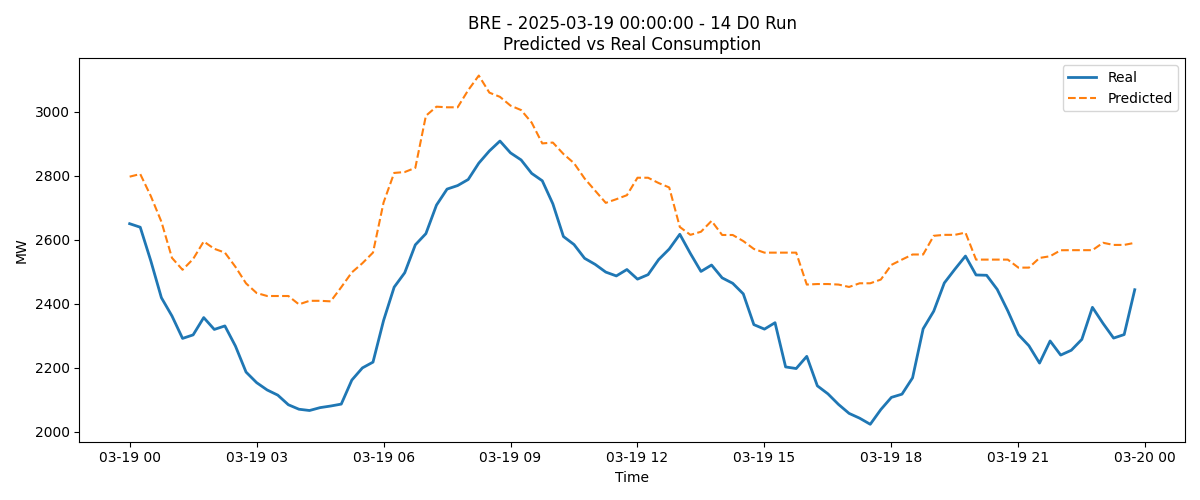 BRE - 2025-03-19 00:00:00 - 14 D0 Run
Predicted vs Real Consumption
Real
Predicted
MW
3000
2800
2600
2400
2200
2000
03-19 00
03-19 03
03-19 06
03-19 09
03-19 12
03-19 15
03-19 18
03-19 21
03-20 00
Time